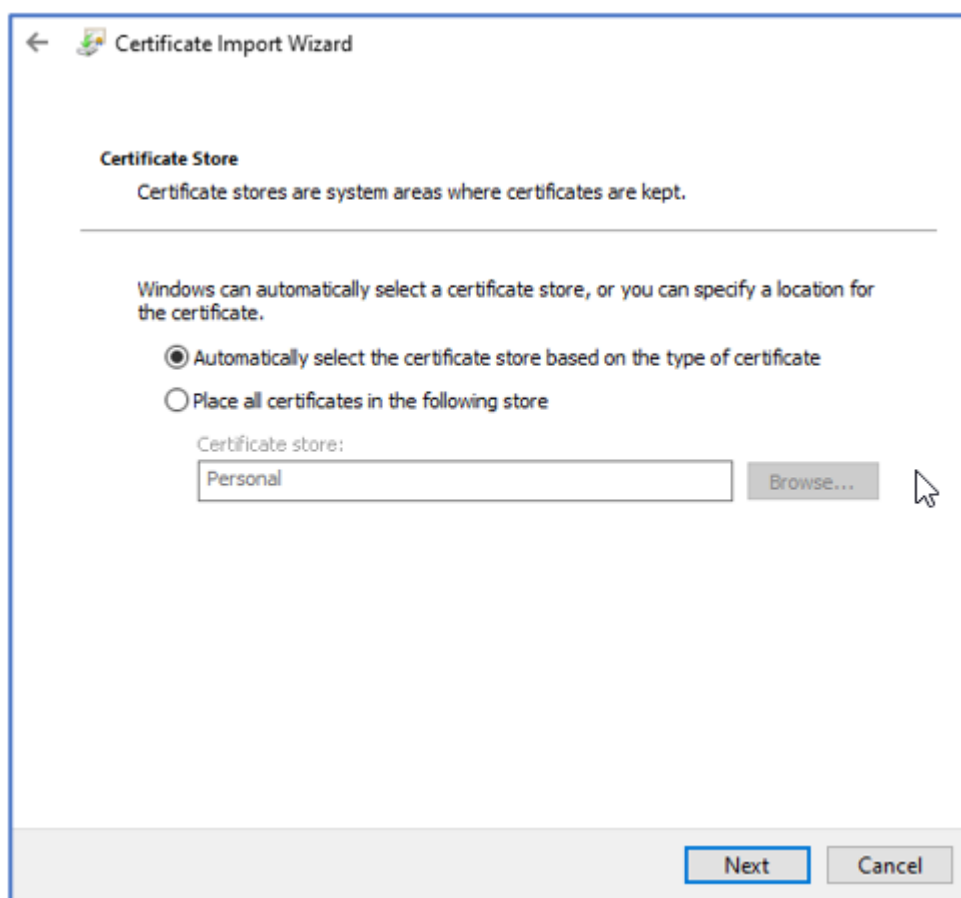 Certificate Import Wizard
Certificate Store
Certificate stores are system areas where certificates are kept.
Windows can automatically select a certificate store, or you can specify a location for
the certificate.
Automatically select the certificate store based on the type of certificate
Place all certificates in the following store
Certificate store:
Personal
Browse...
Next
Cancel